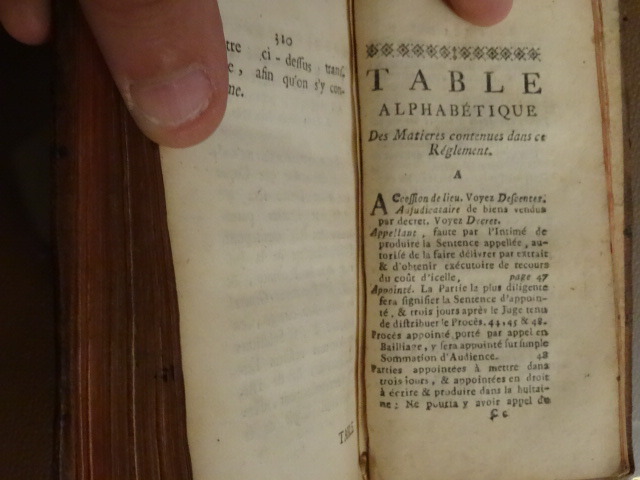 310
tre ci-dessus transf.
e, afin qu'on s'y con-
ne.
TABLE
TABLE
ALPHABÉTIQUE
Des Matieres contenues dans ce
Réglement.
A
ACcession de lieu. Voyez Descentes.
Adjudicataire de biens vendus
par decret. Voyez Decret.
Appellant, faute par l'Intimé de
produire la Sentence appellée, au-
torisé de la faire délivrer par extrait
& d'obtenir exécutoire de recours
du coût d'icelle, page 47
Appointé. La Partie la plus diligente
fera signifier la Sentence d'appoin-
té, & trois jours après le Juge tenu
de distribuer le Procès. 44, 45 & 48.
Procès appointé porté par appel en
Bailliage, y sera appointé sur simple
Sommation d'Audience. 48
Parties appointées à mettre dans
trois jours, & appointées en droit
à écrire & produire dans la huitai-
ne; Ne pourra y avoir appel de
Cc